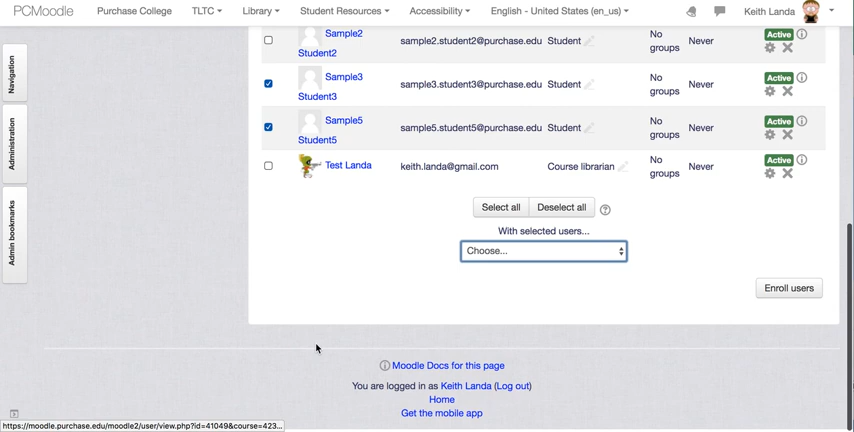 PCMoodle Purchase College TLTC Library Student Resources Accessibility English - United States (en_us) Keith Landa
Navigation
Administration
Admin bookmarks
Sample2 Student2 sample2.student2@purchase.edu Student No groups Never Active
Sample3 Student3 sample3.student3@purchase.edu Student No groups Never Active
Sample5 Student5 sample5.student5@purchase.edu Student No groups Never Active
Test Landa keith.landa@gmail.com Course librarian No groups Never Active
Select all Deselect all
With selected users...
Choose...
Enroll users
Moodle Docs for this page
You are logged in as Keith Landa (Log out)
Home
Get the mobile app
https://moodle.purchase.edu/moodle2/user/view.php?id=41049&course=423...